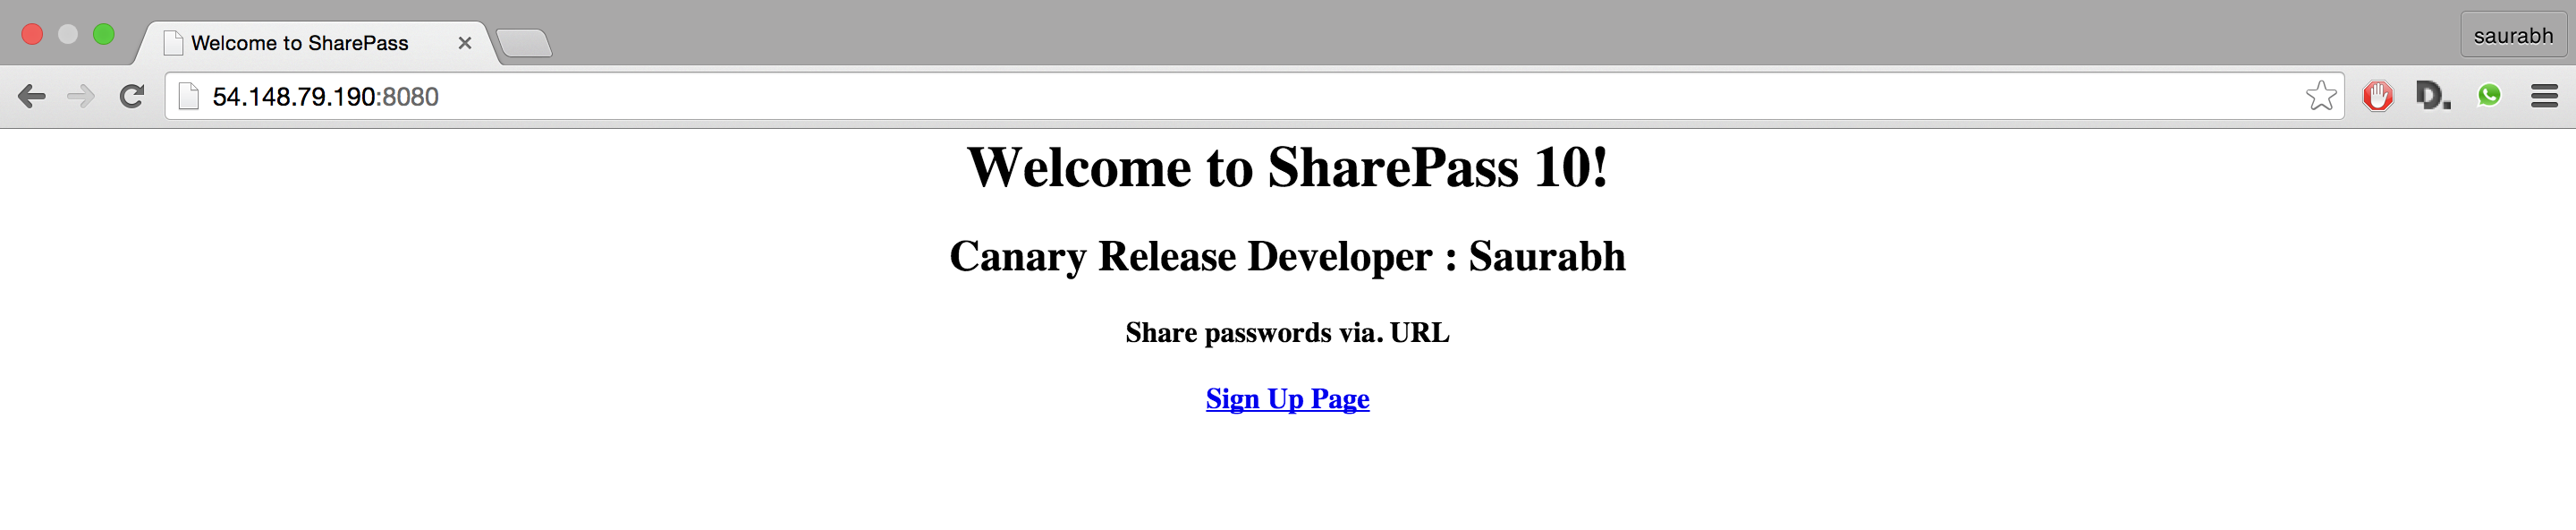 Welcome to SharePass
saurabh
54.148.79.190:8080
D.
Welcome to SharePass 10!
Canary Release Developer : Saurabh
Share passwords via. URL
Sign Up Page